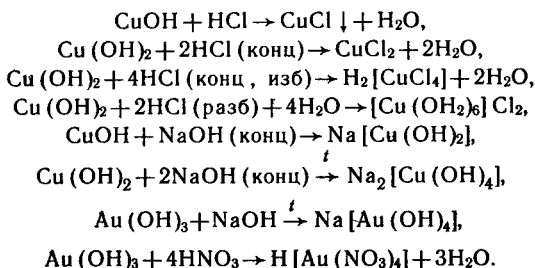 CuOH + HCl → CuCl ↓ + H₂O,
Cu (OH)₂ + 2HCl (конц) → CuCl₂ + 2H₂O,
Cu (OH)₂ + 4HCl (конц , изб) → H₂ [CuCl₄] + 2H₂O,
Cu (OH)₂ + 2HCl (разб) + 4H₂O → [Cu (OH₂)₆] Cl₂,
CuOH + NaOH (конц) → Na [Cu (OH)₂],
Cu (OH)₂ + 2NaOH (конц) →ᵗ Na₂ [Cu (OH)₄],
Au (OH)₃ + NaOH →ᵗ Na [Au (OH)₄],
Au (OH)₃ + 4HNO₃ → H [Au (NO₃)₄] + 3H₂O.